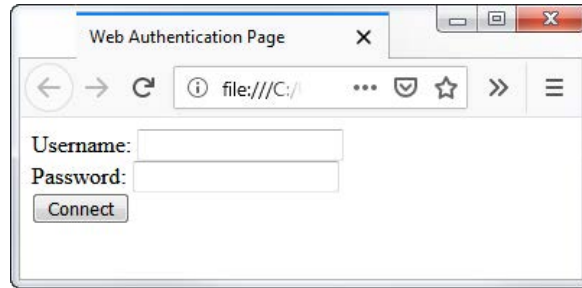 Web Authentication Page
file:///C:/
Username:
Password:
Connect